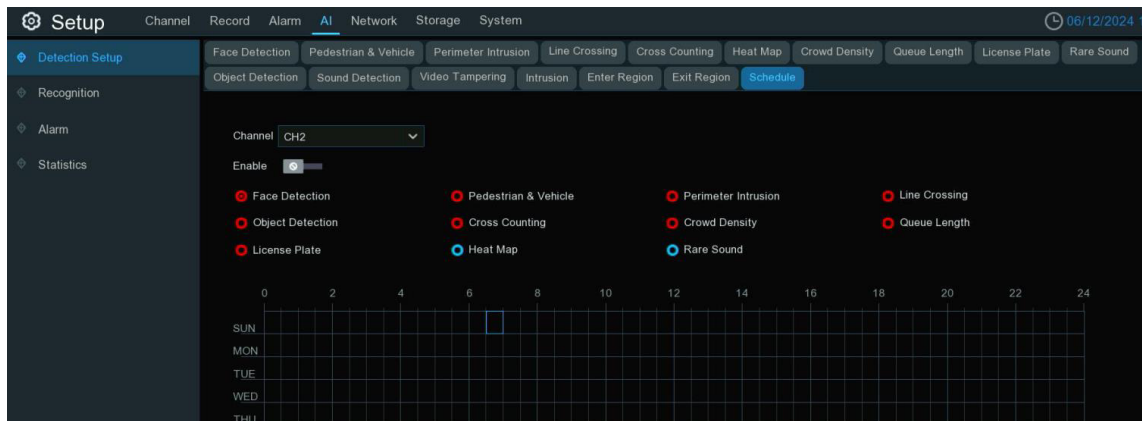 Setup Channel Record Alarm AI Network Storage System 06/12/2024
Detection Setup
Recognition
Alarm
Statistics
Face Detection Pedestrian & Vehicle Perimeter Intrusion Line Crossing Cross Counting Heat Map Crowd Density Queue Length License Plate Rare Sound
Object Detection Sound Detection Video Tampering Intrusion Enter Region Exit Region Schedule
Channel CH2
Enable
Face Detection Pedestrian & Vehicle Perimeter Intrusion Line Crossing
Object Detection Cross Counting Crowd Density Queue Length
License Plate Heat Map Rare Sound
0 2 4 6 8 10 12 14 16 18 20 22 24
SUN
MON
TUE
WED
THU